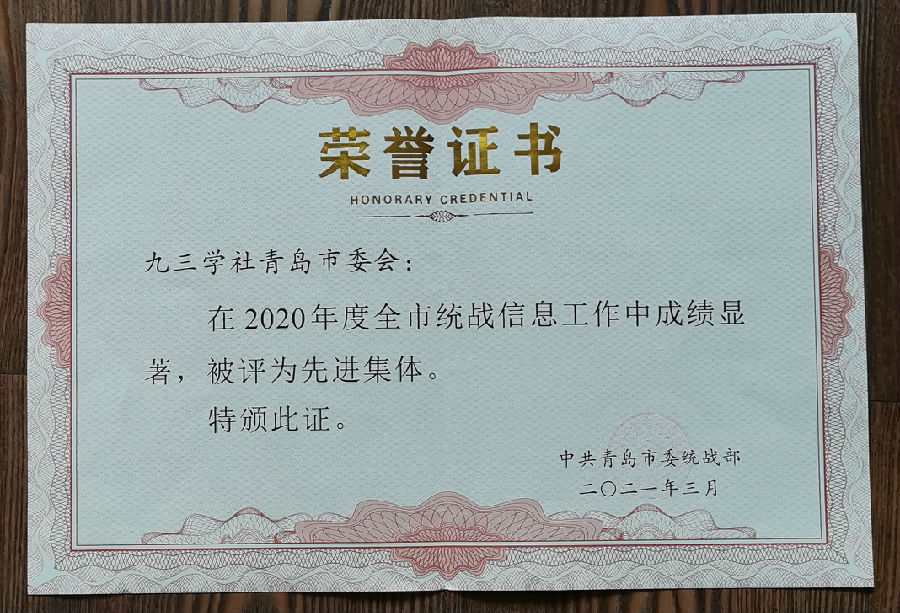 荣誉证书
HONORARY CREDENTIAL
九三学社青岛市委会：
在2020年度全市统战信息工作中成绩显
著，被评为先进集体。
特颁此证。
中共青岛市委统战部
二〇二一年三月